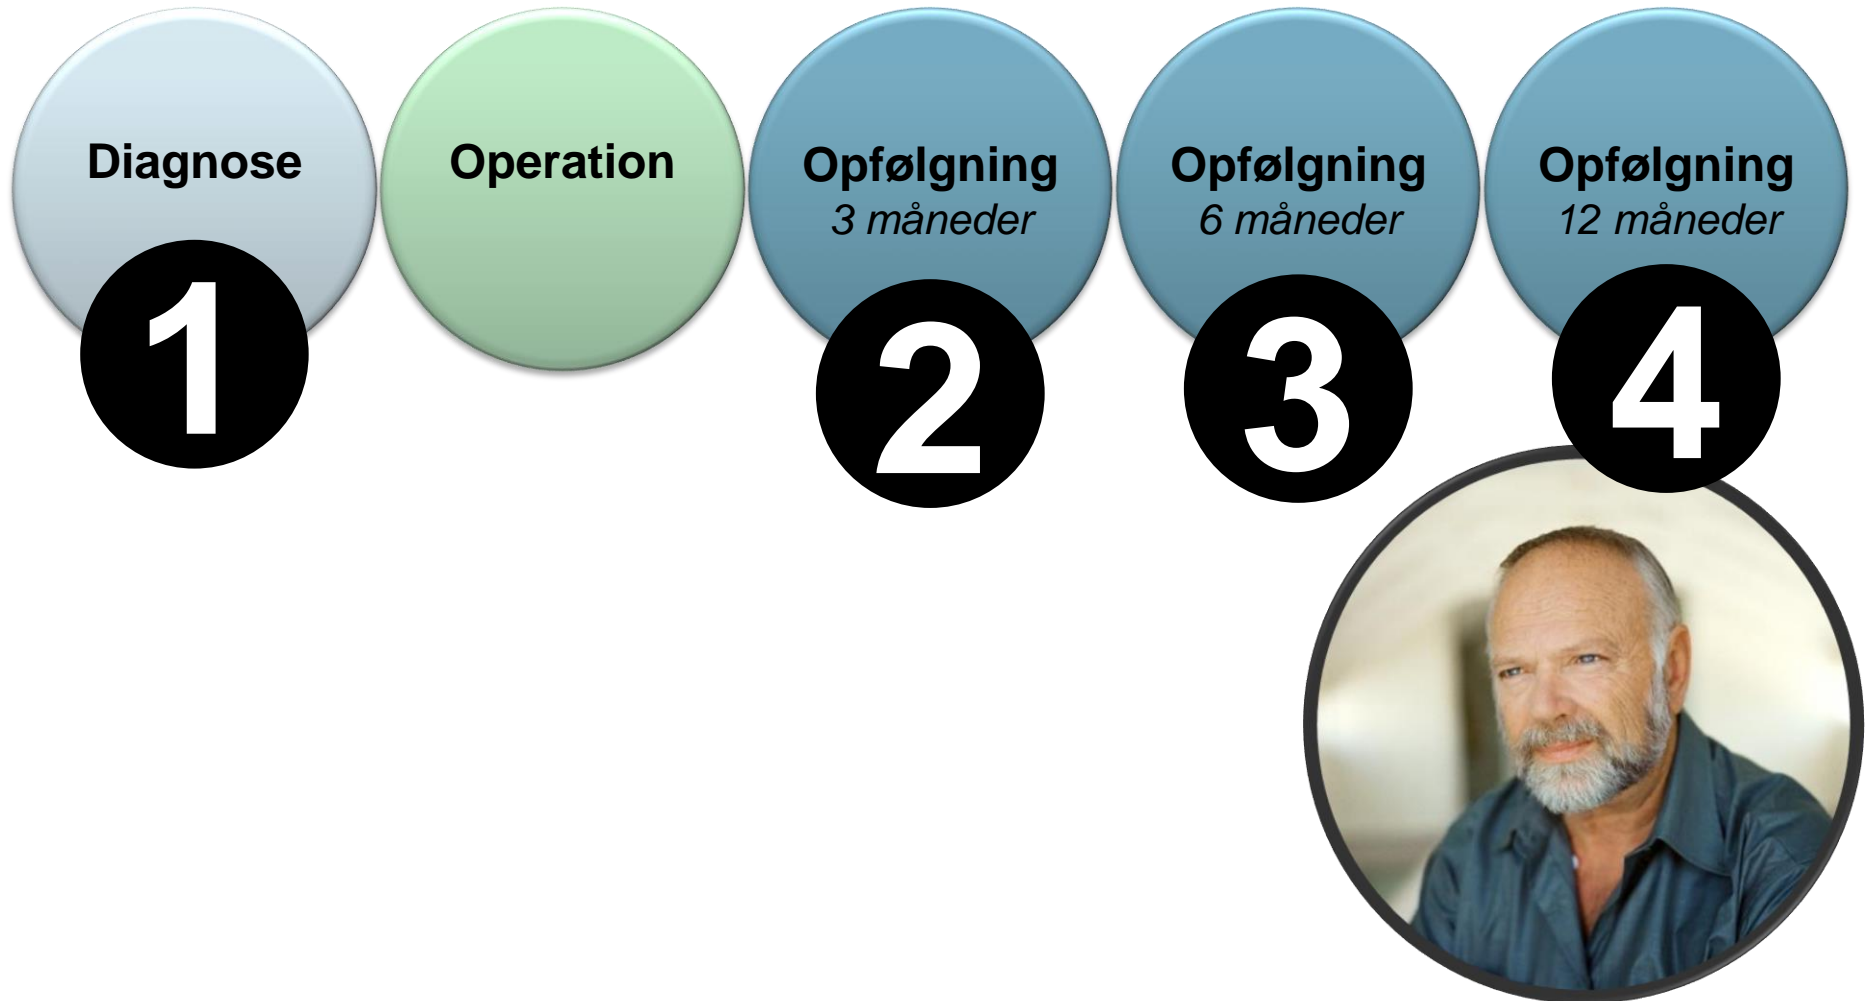 Diagnose
1
Operation
Opfølgning
3 måneder
2
Opfølgning
6 måneder
3
Opfølgning
12 måneder
4